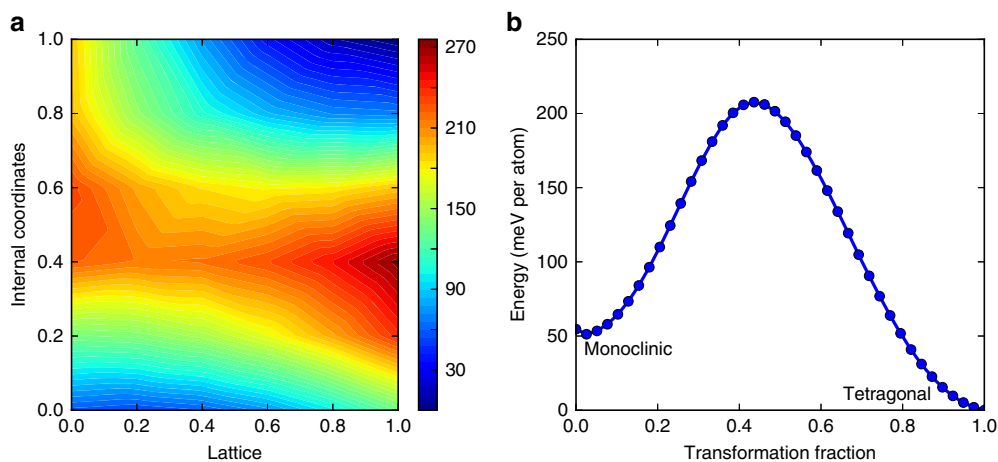 a
1.0
0.8
0.6
0.4
0.2
0.0
Internal coordinates
0.0 0.2 0.4 0.6 0.8 1.0
Lattice
270
210
150
90
30
b
250
200
150
100
50
0
Energy (meV per atom)
Monoclinic
Tetragonal
0.0 0.2 0.4 0.6 0.8 1.0
Transformation fraction